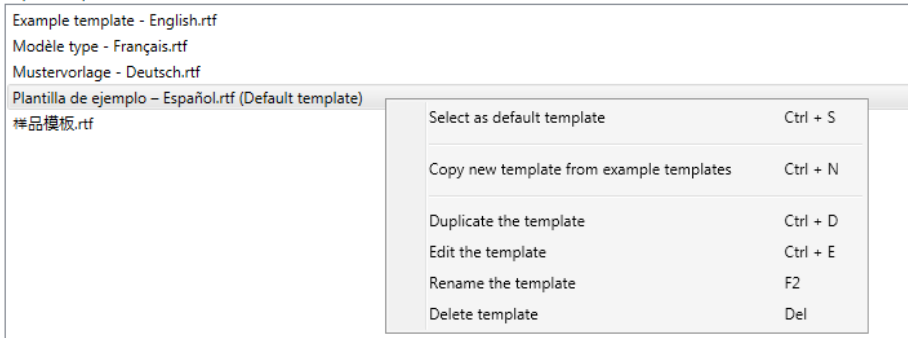 Example template - English.rtf
Modèle type - Français.rtf
Mustervorlage - Deutsch.rtf
Plantilla de ejemplo – Español.rtf (Default template)
样品模板.rtf
Select as default template Ctrl + S
Copy new template from example templates Ctrl + N
Duplicate the template Ctrl + D
Edit the template Ctrl + E
Rename the template F2
Delete template Del